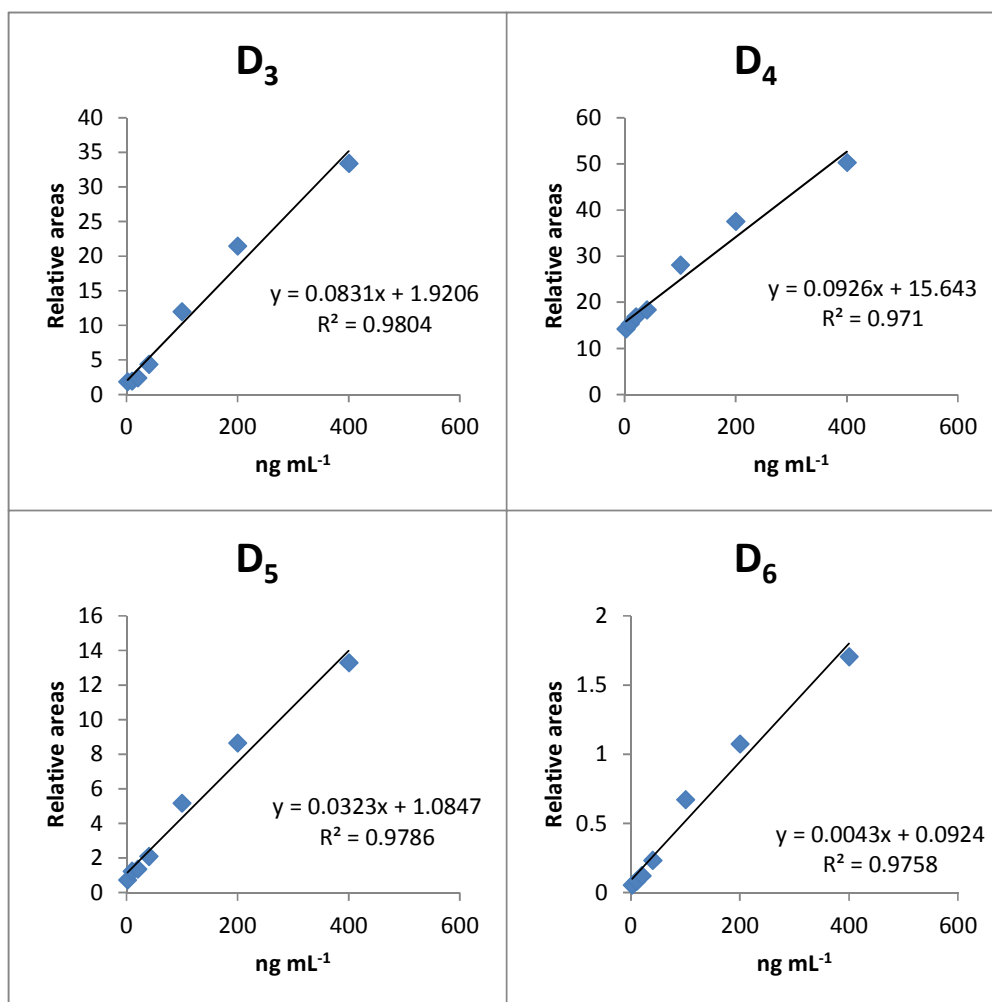 D₃
40
35
30
25
20
15
10
5
0
Relative areas
y = 0.0831x + 1.9206
R² = 0.9804
0 200 400 600
ng mL⁻¹
D₄
60
50
40
30
20
10
0
Relative areas
y = 0.0926x + 15.643
R² = 0.971
0 200 400 600
ng mL⁻¹
D₅
16
14
12
10
8
6
4
2
0
Relative areas
y = 0.0323x + 1.0847
R² = 0.9786
0 200 400 600
ng mL⁻¹
D₆
2
1.5
1
0.5
0
Relative areas
y = 0.0043x + 0.0924
R² = 0.9758
0 200 400 600
ng mL⁻¹